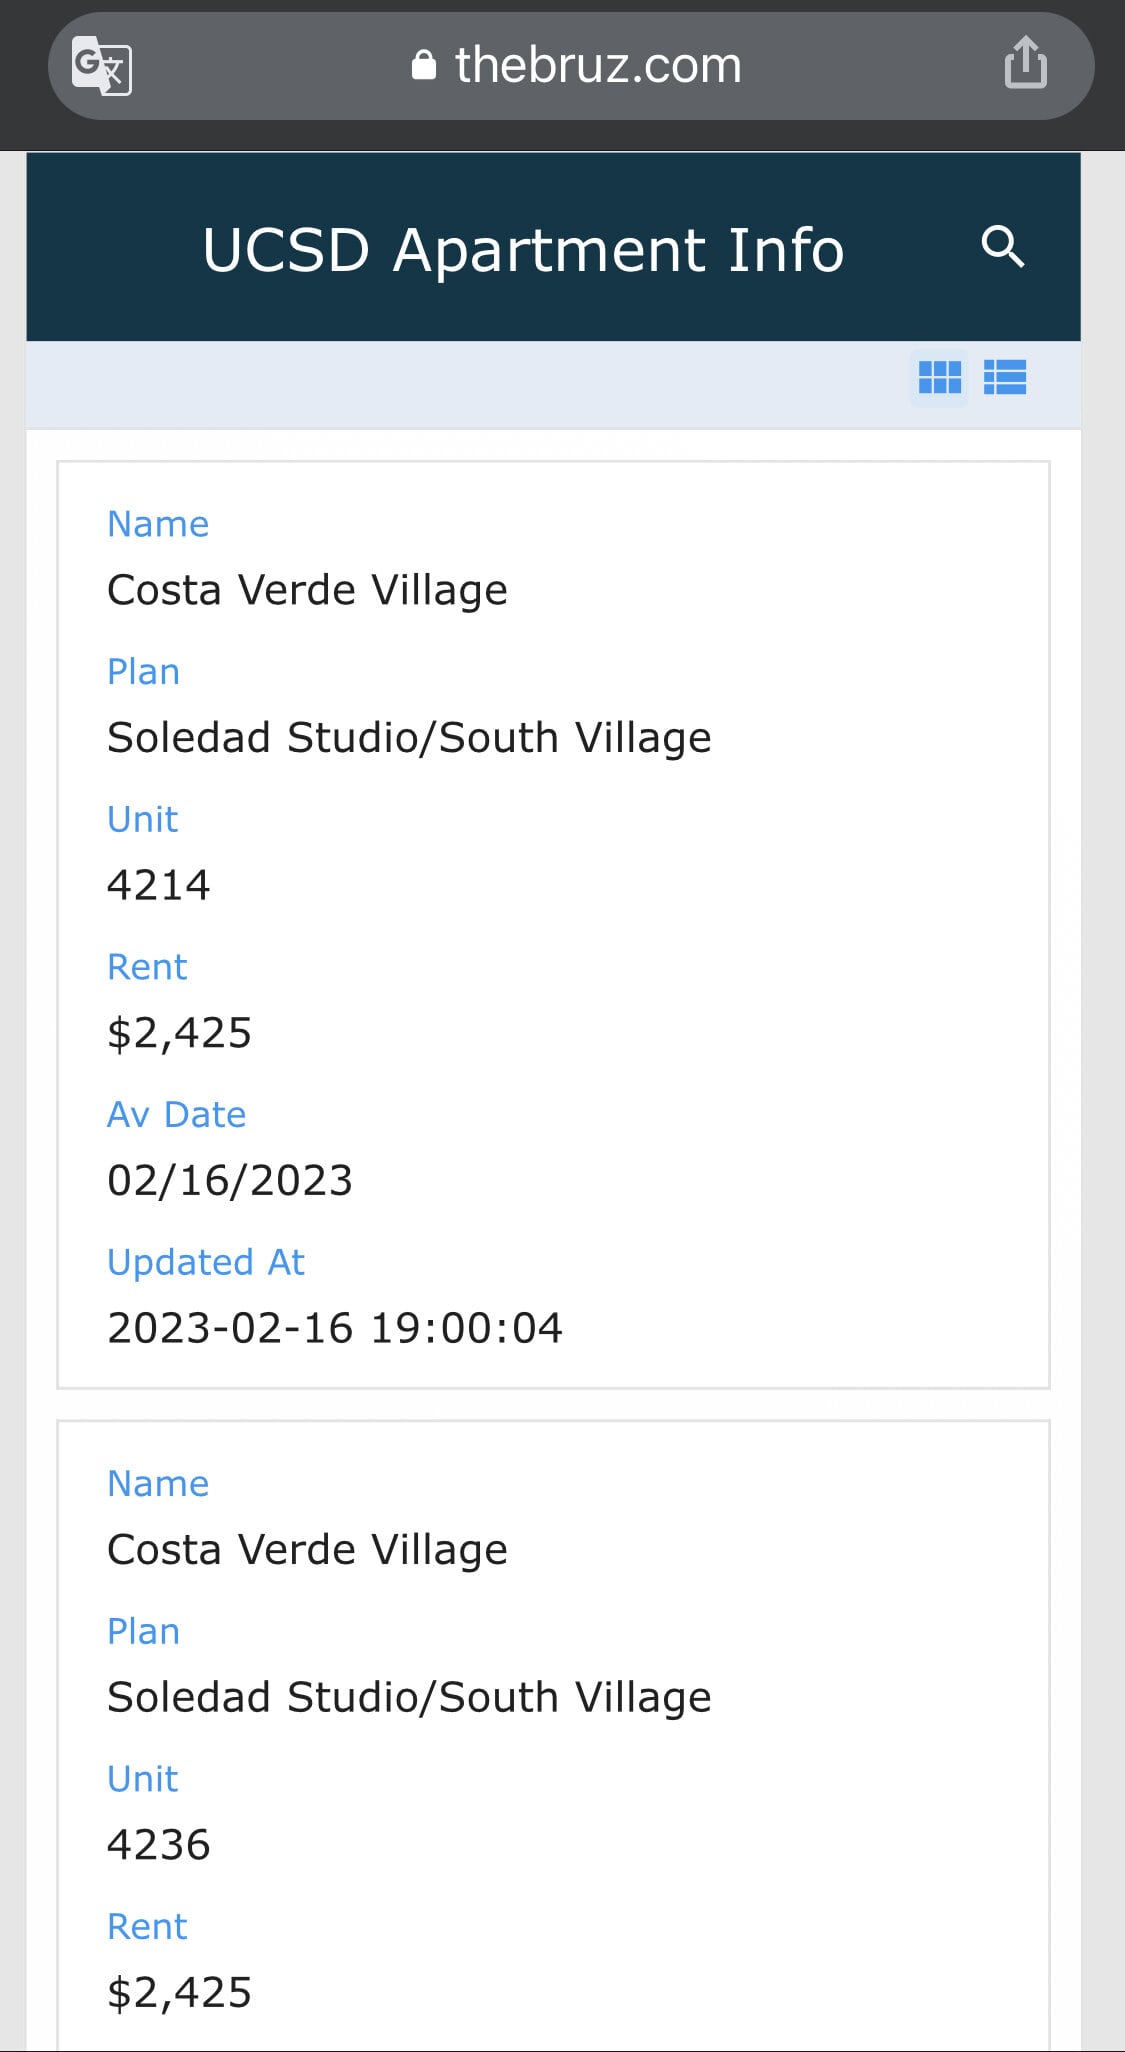 thebruz.com
UCSD Apartment Info
Name
Costa Verde Village
Plan
Soledad Studio/South Village
Unit
4214
Rent
$2,425
Av Date
02/16/2023
Updated At
2023-02-16 19:00:04
Name
Costa Verde Village
Plan
Soledad Studio/South Village
Unit
4236
Rent
$2,425